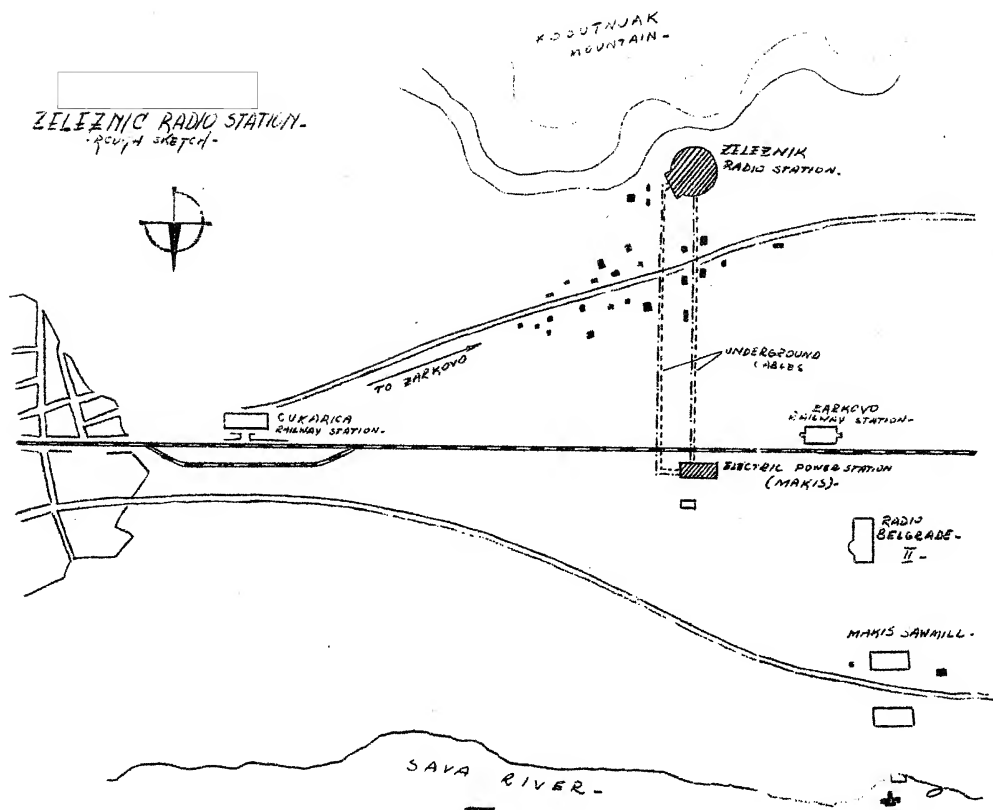 KOSUTNJAK
MOUNTAIN-
ZELEZNIC RADIO STATION-
-ROUGH SKETCH-
ZELEZNIK
RADIO STATION-
UNDERGROUND
CABLES
TO ZARKOVO
CUKARICA
RAILWAY STATION-
ZARKOVO
RAILWAY STATION-
ELECTRIC POWER STATION
(MAKIS)-
RADIO
BELGRADE-
II-
MAKIS SAWMILL-
SAVA RIVER-